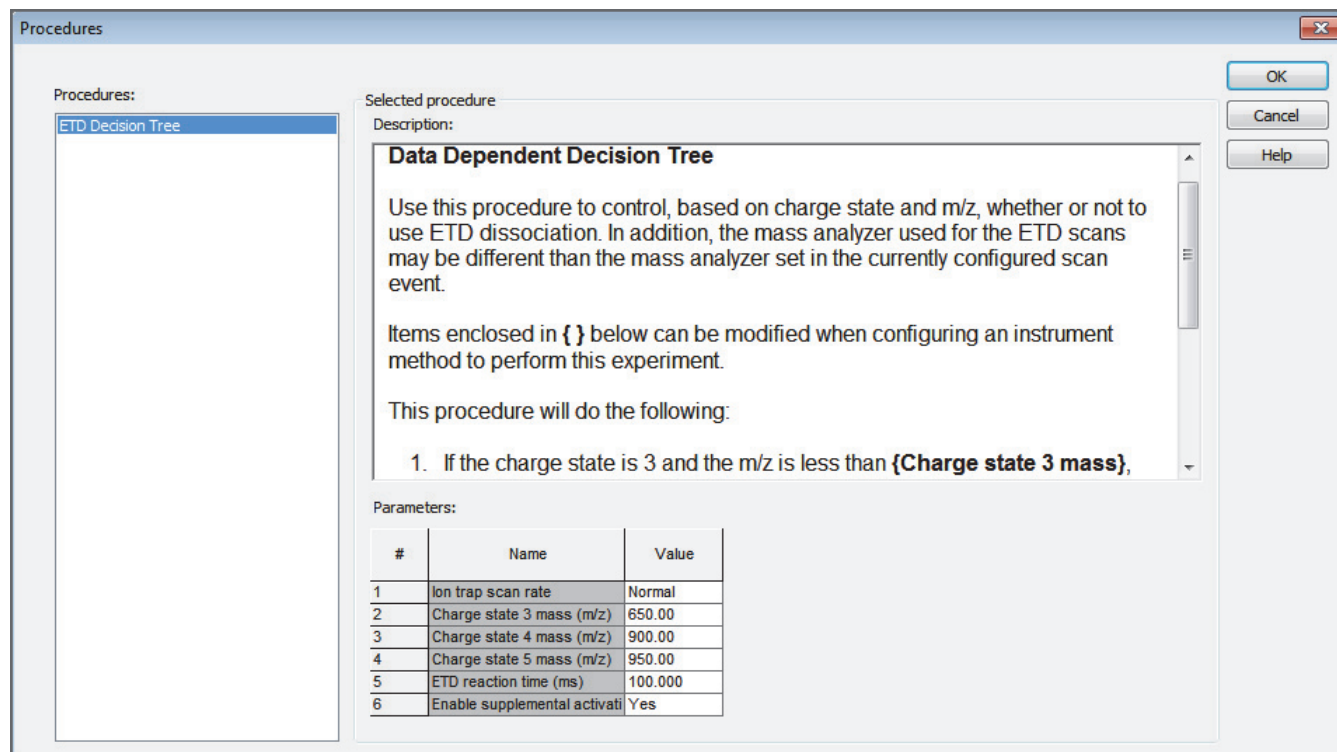 Procedures
OK
Cancel
Help
Procedures:
ETD Decision Tree
Selected procedure
Description:
Data Dependent Decision Tree
Use this procedure to control, based on charge state and m/z, whether or not to
use ETD dissociation. In addition, the mass analyzer used for the ETD scans
may be different than the mass analyzer set in the currently configured scan
event.
Items enclosed in { } below can be modified when configuring an instrument
method to perform this experiment.
This procedure will do the following:
1. If the charge state is 3 and the m/z is less than {Charge state 3 mass},
Parameters:
# Name Value
1 Ion trap scan rate Normal
2 Charge state 3 mass (m/z) 650.00
3 Charge state 4 mass (m/z) 900.00
4 Charge state 5 mass (m/z) 950.00
5 ETD reaction time (ms) 100.000
6 Enable supplemental activati Yes